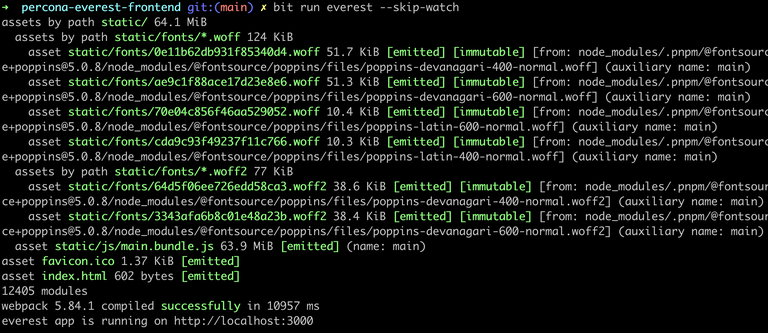 ➜  percona-everest-frontend git:(main) ✗ bit run everest --skip-watch
assets by path static/ 64.1 MiB
  assets by path static/fonts/*.woff 124 KiB
    asset static/fonts/0e11b62db931f85340d4.woff 51.7 KiB [emitted] [immutable] [from: node_modules/.pnpm/@fontsourc
e+poppins@5.0.8/node_modules/@fontsource/poppins/files/poppins-devanagari-400-normal.woff] (auxiliary name: main)
    asset static/fonts/ae9c1f88ace17d23e8e6.woff 51.3 KiB [emitted] [immutable] [from: node_modules/.pnpm/@fontsourc
e+poppins@5.0.8/node_modules/@fontsource/poppins/files/poppins-devanagari-600-normal.woff] (auxiliary name: main)
    asset static/fonts/70e04c856f46aa529052.woff 10.4 KiB [emitted] [immutable] [from: node_modules/.pnpm/@fontsourc
e+poppins@5.0.8/node_modules/@fontsource/poppins/files/poppins-latin-600-normal.woff] (auxiliary name: main)
    asset static/fonts/cda9c93f49237f11c766.woff 10.3 KiB [emitted] [immutable] [from: node_modules/.pnpm/@fontsourc
e+poppins@5.0.8/node_modules/@fontsource/poppins/files/poppins-latin-400-normal.woff] (auxiliary name: main)
  assets by path static/fonts/*.woff2 77 KiB
    asset static/fonts/64d5f06ee726edd58ca3.woff2 38.6 KiB [emitted] [immutable] [from: node_modules/.pnpm/@fontsour
ce+poppins@5.0.8/node_modules/@fontsource/poppins/files/poppins-devanagari-400-normal.woff2] (auxiliary name: main)
    asset static/fonts/3343afa6b8c01e48a23b.woff2 38.4 KiB [emitted] [immutable] [from: node_modules/.pnpm/@fontsour
ce+poppins@5.0.8/node_modules/@fontsource/poppins/files/poppins-devanagari-600-normal.woff2] (auxiliary name: main)
  asset static/js/main.bundle.js 63.9 MiB [emitted] (name: main)
asset favicon.ico 1.37 KiB [emitted]
asset index.html 602 bytes [emitted]
12405 modules
webpack 5.84.1 compiled successfully in 10957 ms
everest app is running on http://localhost:3000